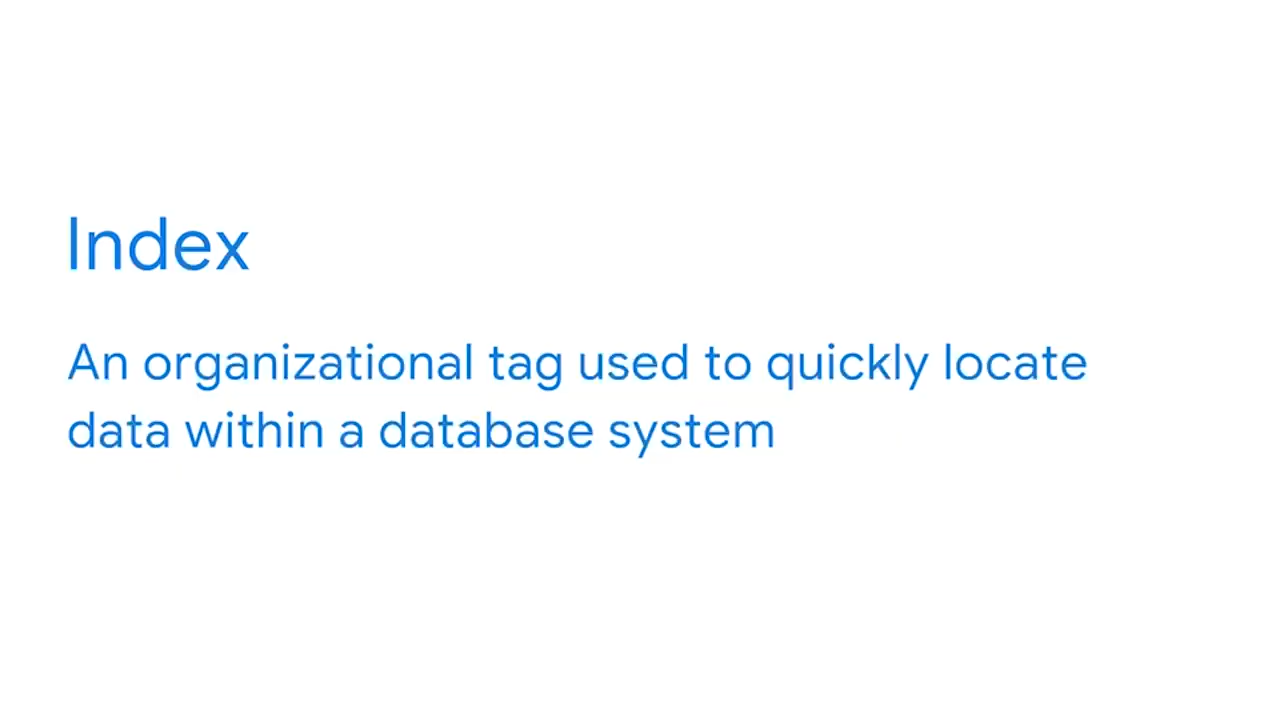 Index
An organizational tag used to quickly locate
data within a database system